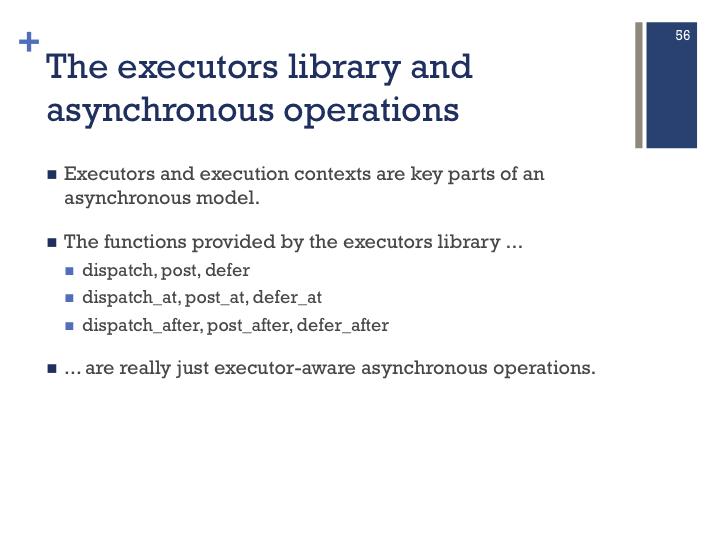 56
+
The executors library and
asynchronous operations
Executors and execution contexts are key parts of an
asynchronous model.
The functions provided by the executors library …
dispatch, post, defer
dispatch_at, post_at, defer_at
dispatch_after, post_after, defer_after
… are really just executor-aware asynchronous operations.